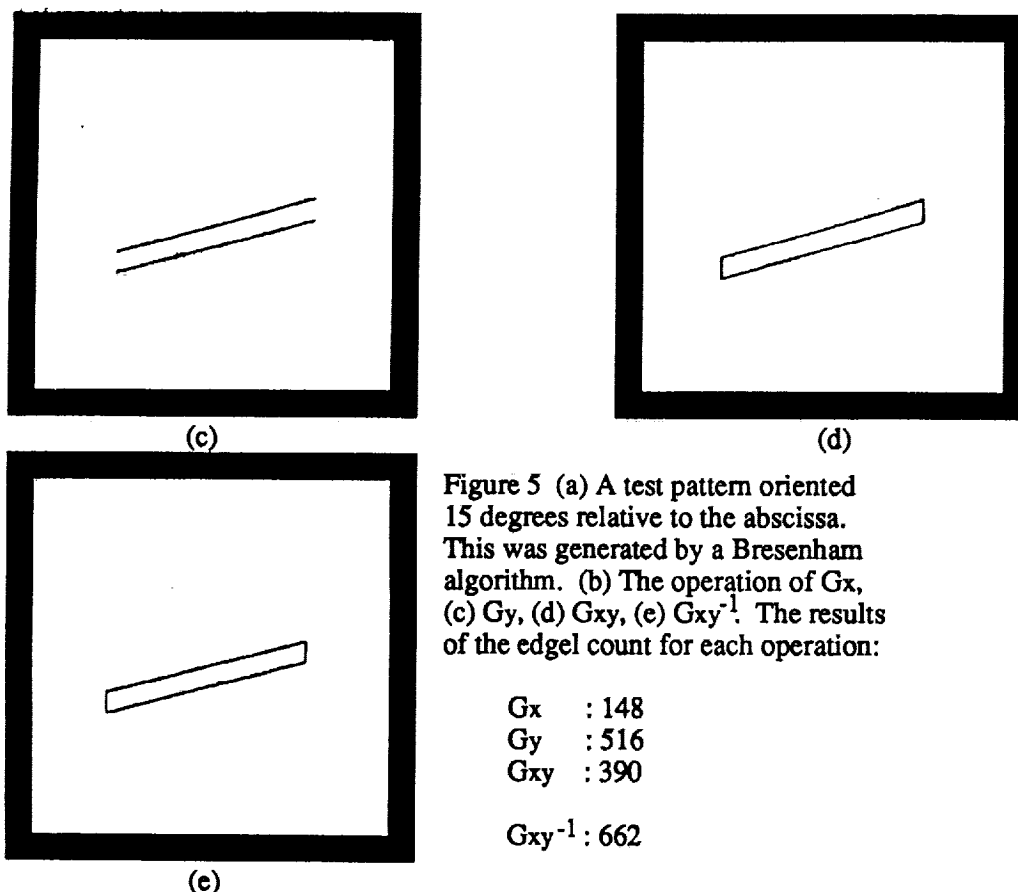 (c)
(d)
Figure 5 (a) A test pattern oriented
15 degrees relative to the abscissa.
This was generated by a Bresenham
algorithm. (b) The operation of Gx,
(c) Gy, (d) Gxy, (e) Gxy⁻¹. The results
of the edgel count for each operation:
Gx : 148
Gy : 516
Gxy : 390
Gxy⁻¹ : 662
(e)